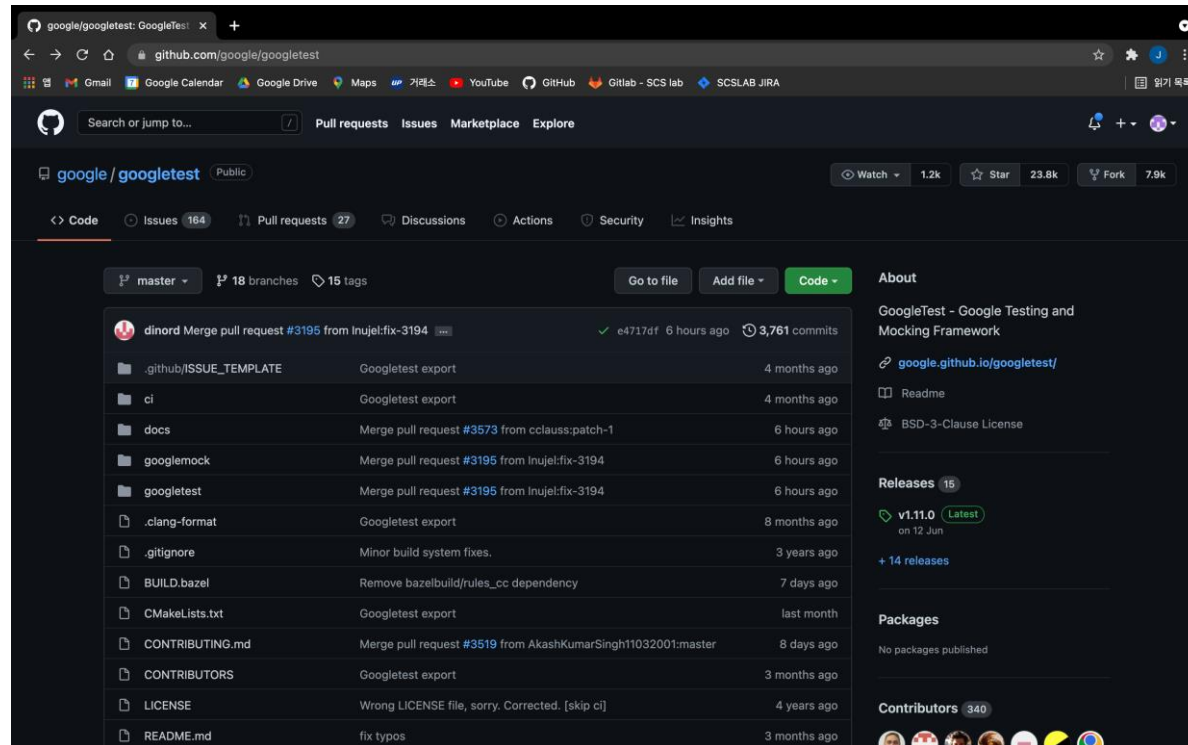 google/googletest: GoogleTest
github.com/google/googletest
앱 Gmail Google Calendar Google Drive Maps 거래소 YouTube GitHub Gitlab - SCS lab SCSLAB JIRA 읽기 목록
Search or jump to... / Pull requests Issues Marketplace Explore
google / googletest Public Watch 1.2k Star 23.8k Fork 7.9k
<> Code Issues 164 Pull requests 27 Discussions Actions Security Insights
master 18 branches 15 tags Go to file Add file Code
dinord Merge pull request #3195 from Inujel:fix-3194 ... e4717df 6 hours ago 3,761 commits
.github/ISSUE_TEMPLATE Googletest export 4 months ago
ci Googletest export 4 months ago
docs Merge pull request #3573 from cclauss:patch-1 6 hours ago
googlemock Merge pull request #3195 from Inujel:fix-3194 6 hours ago
googletest Merge pull request #3195 from Inujel:fix-3194 6 hours ago
.clang-format Googletest export 8 months ago
.gitignore Minor build system fixes. 3 years ago
BUILD.bazel Remove bazelbuild/rules_cc dependency 7 days ago
CMakeLists.txt Googletest export last month
CONTRIBUTING.md Merge pull request #3519 from AkashKumarSingh11032001:master 8 days ago
CONTRIBUTORS Googletest export 3 months ago
LICENSE Wrong LICENSE file, sorry. Corrected. [skip ci] 4 years ago
README.md fix typos 3 months ago
About
GoogleTest - Google Testing and
Mocking Framework
google.github.io/googletest/
Readme
BSD-3-Clause License
Releases 15
v1.11.0 Latest
on 12 Jun
+ 14 releases
Packages
No packages published
Contributors 340